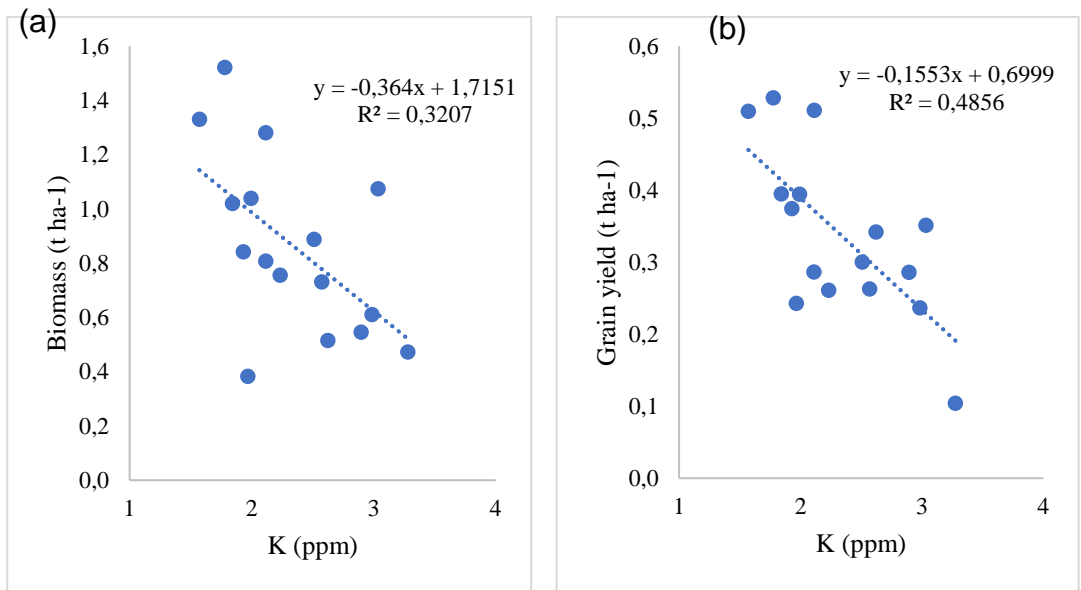 (a)
1,6
1,4
1,2
1,0
0,8
0,6
0,4
0,2
0,0
1 2 3 4
Biomass (t ha-1)
K (ppm)
y = -0,364x + 1,7151
R² = 0,3207
(b)
0,6
0,5
0,4
0,3
0,2
0,1
0,0
1 2 3 4
Grain yield (t ha-1)
K (ppm)
y = -0,1553x + 0,6999
R² = 0,4856